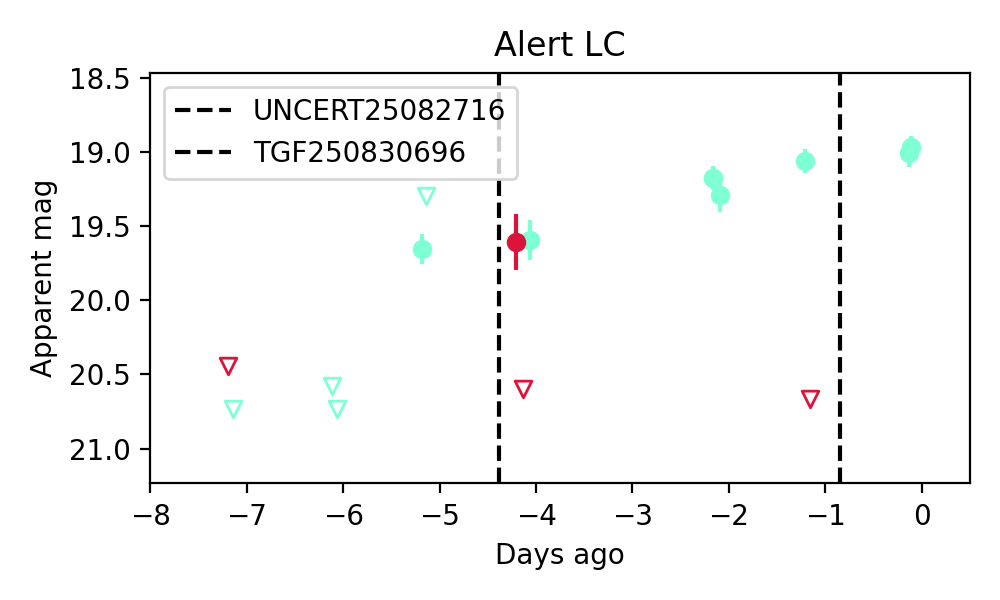 Alert LC
UNCERT25082716
TGF250830696
Apparent mag
18.5
19.0
19.5
20.0
20.5
21.0
−8 −7 −6 −5 −4 −3 −2 −1 0
Days ago